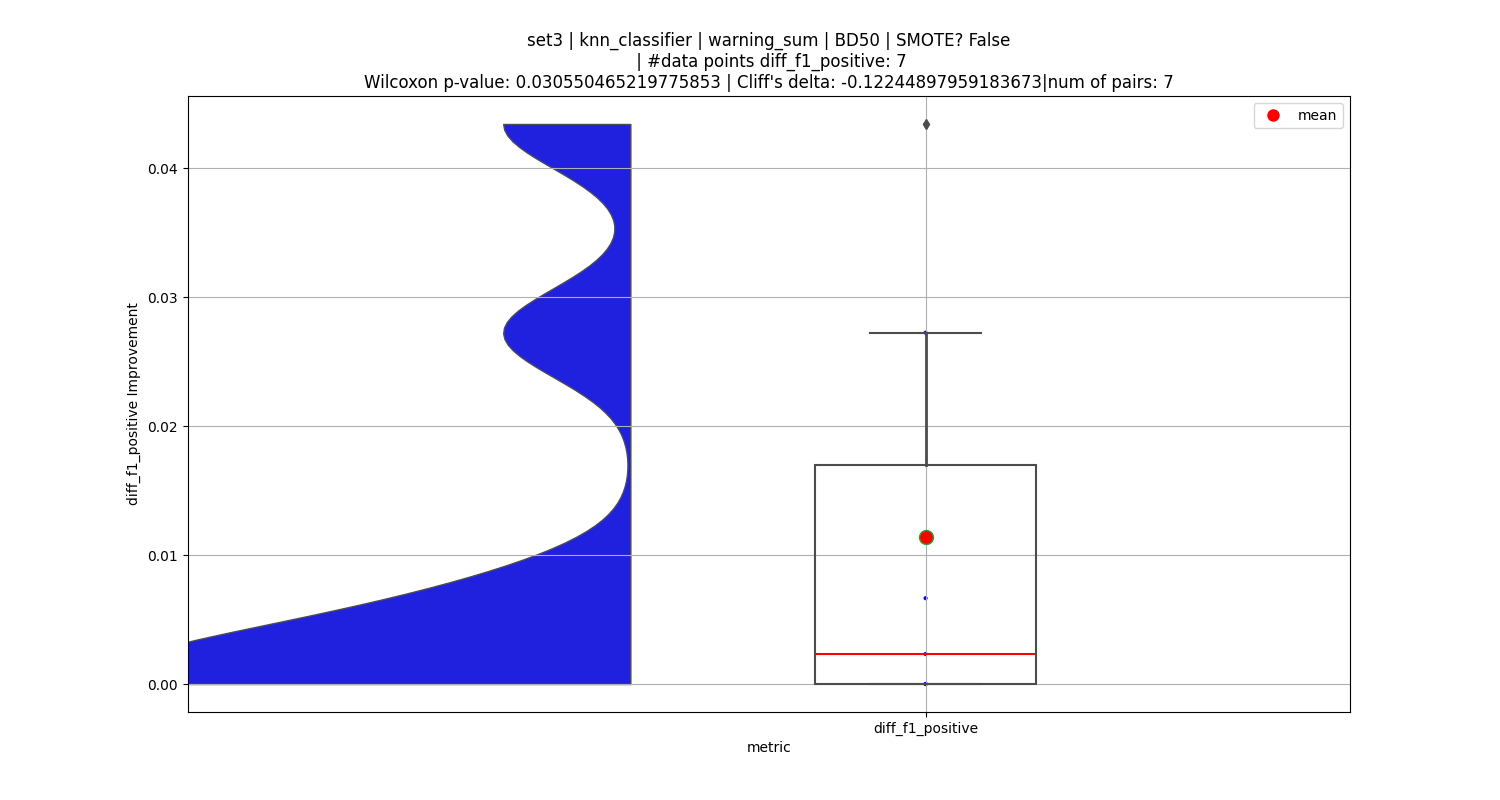 set3 | knn_classifier | warning_sum | BD50 | SMOTE? False
| #data points diff_f1_positive: 7
Wilcoxon p-value: 0.030550465219775853 | Cliff's delta: -0.12244897959183673|num of pairs: 7
mean
0.04
0.03
0.02
0.01
0.00
diff_f1_positive Improvement
diff_f1_positive
metric